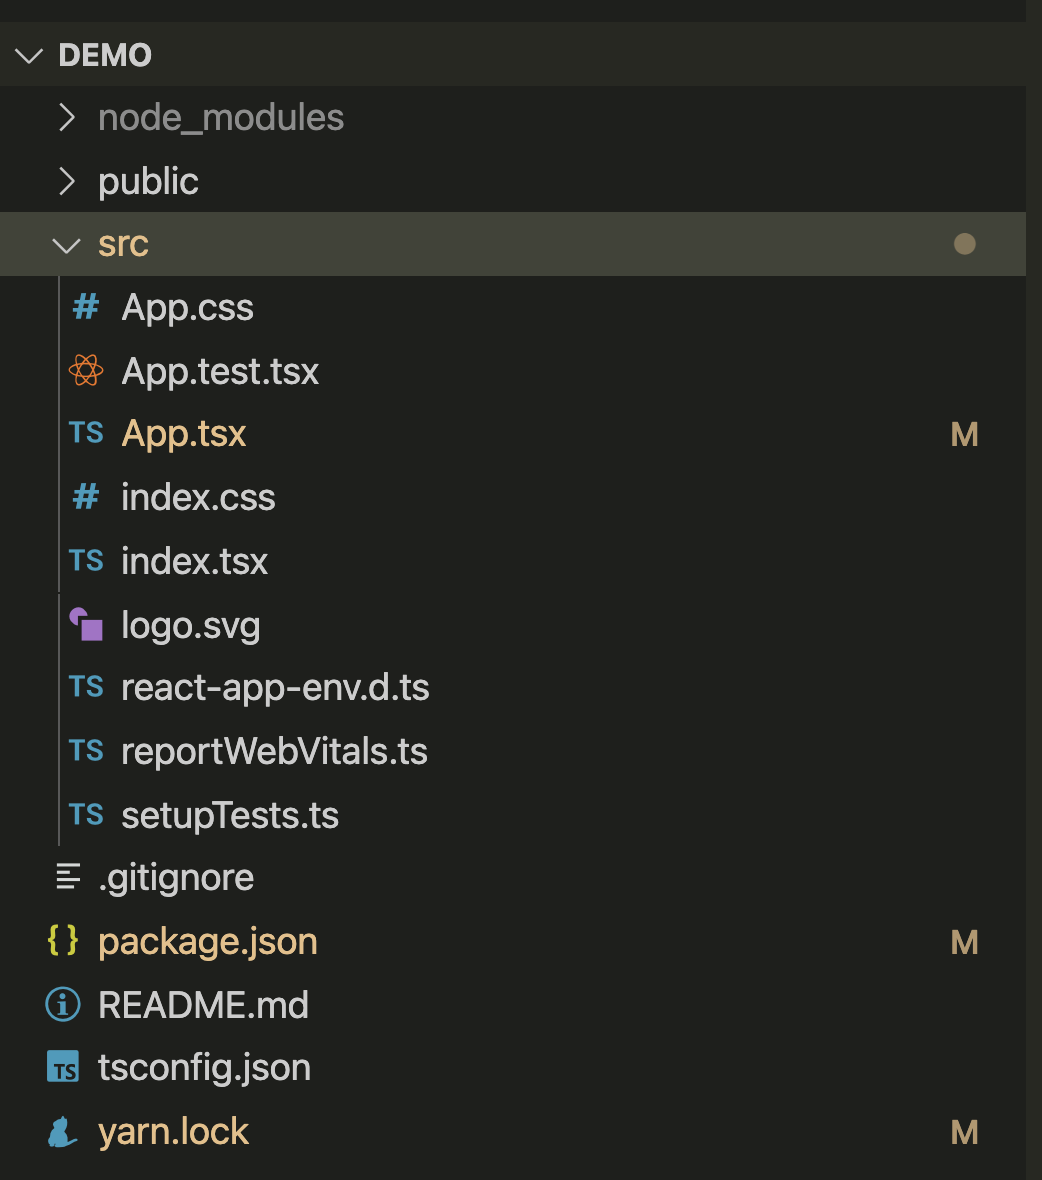 DEMO
node_modules
public
src
# App.css
App.test.tsx
TS App.tsx M
# index.css
TS index.tsx
logo.svg
TS react-app-env.d.ts
TS reportWebVitals.ts
TS setupTests.ts
.gitignore
{} package.json M
README.md
TS tsconfig.json
yarn.lock M